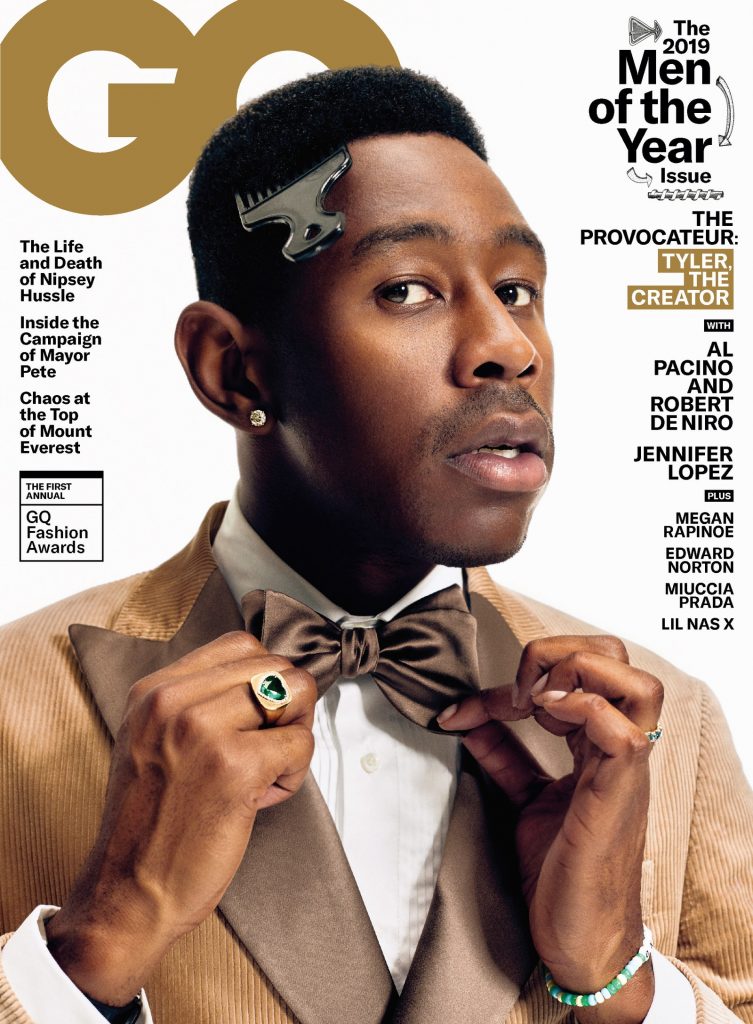 GQ
The
2019
Men
of the
Year
Issue
The Life
and Death
of Nipsey
Hussle
Inside the
Campaign
of Mayor
Pete
Chaos at
the Top
of Mount
Everest
THE FIRST
ANNUAL
GQ
Fashion
Awards
THE
PROVOCATEUR:
TYLER,
THE
CREATOR
WITH
AL
PACINO
AND
ROBERT
DE NIRO
JENNIFER
LOPEZ
PLUS
MEGAN
RAPINOE
EDWARD
NORTON
MIUCCIA
PRADA
LIL NAS X